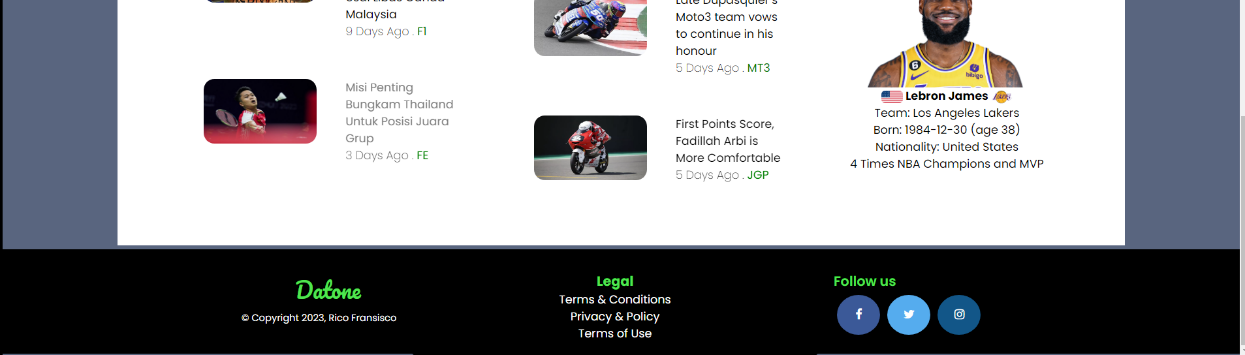 Malaysia
9 Days Ago . F1
Misi Penting
Bungkam Thailand
Untuk Posisi Juara
Grup
3 Days Ago . FE
Late Dupasquier's
Moto3 team vows
to continue in his
honour
5 Days Ago . MT3
First Points Score,
Fadillah Arbi is
More Comfortable
5 Days Ago . JGP
6
bibigo
Lebron James
Team: Los Angeles Lakers
Born: 1984-12-30 (age 38)
Nationality: United States
4 Times NBA Champions and MVP
Datone
© Copyright 2023, Rico Fransisco
Legal
Terms & Conditions
Privacy & Policy
Terms of Use
Follow us